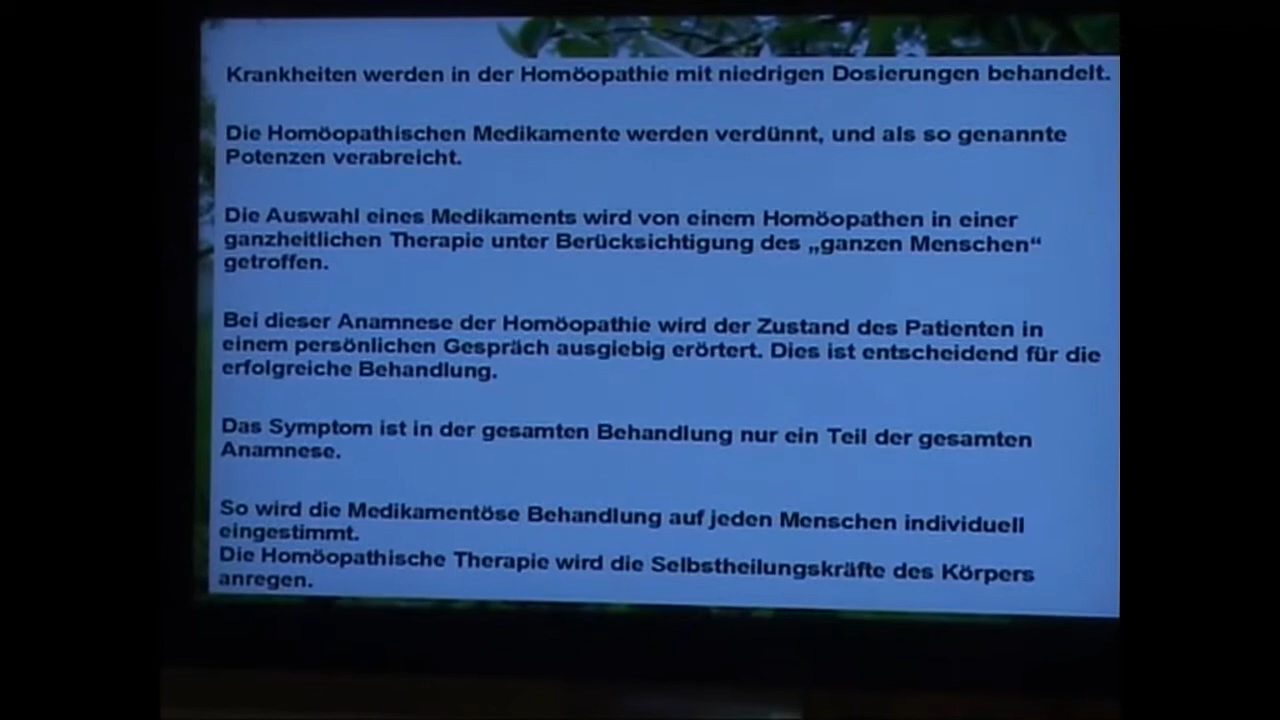 Krankheiten werden in der Homöopathie mit niedrigen Dosierungen behandelt.
Die Homöopathischen Medikamente werden verdünnt, und als so genannte
Potenzen verabreicht.
Die Auswahl eines Medikaments wird von einem Homöopathen in einer
ganzheitlichen Therapie unter Berücksichtigung des „ganzen Menschen“
getroffen.
Bei dieser Anamnese der Homöopathie wird der Zustand des Patienten in
einem persönlichen Gespräch ausgiebig erörtert. Dies ist entscheidend für die
erfolgreiche Behandlung.
Das Symptom ist in der gesamten Behandlung nur ein Teil der gesamten
Anamnese.
So wird die Medikamentöse Behandlung auf jeden Menschen individuell
eingestimmt.
Die Homöopathische Therapie wird die Selbstheilungskräfte des Körpers
anregen.